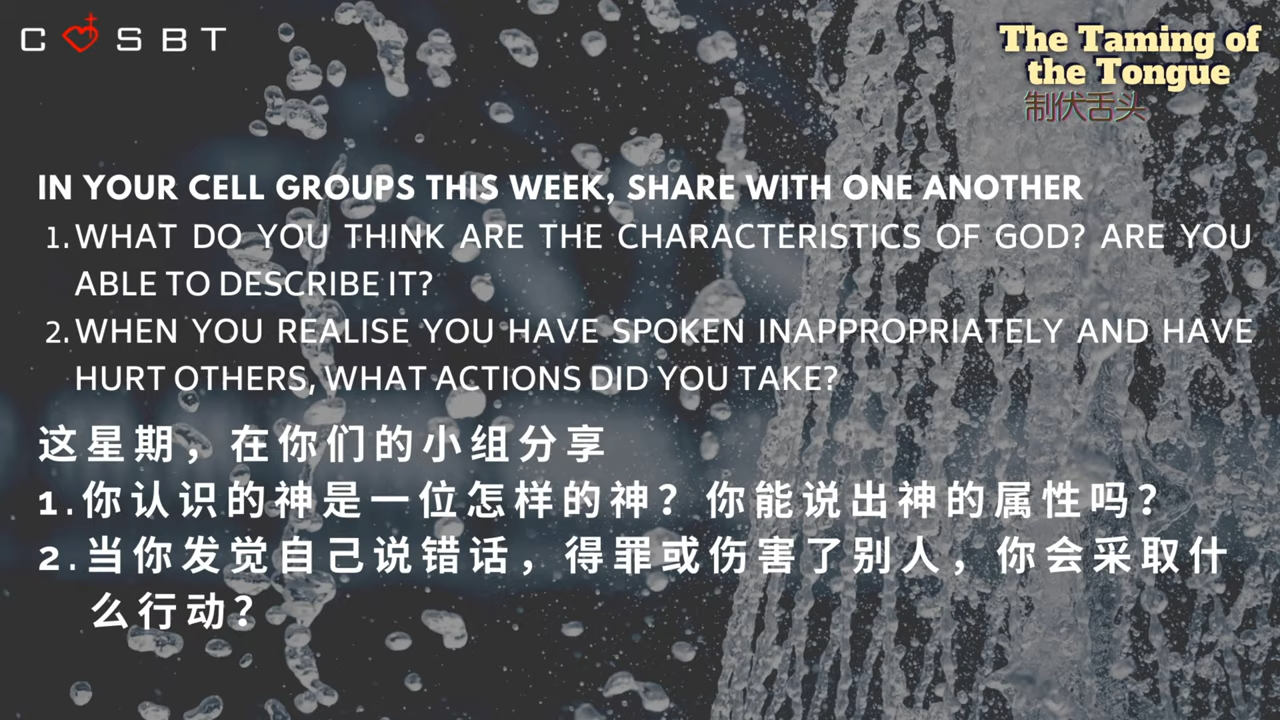 C SBT
The Taming of
the Tongue
制伏舌头
IN YOUR CELL GROUPS THIS WEEK, SHARE WITH ONE ANOTHER
1. WHAT DO YOU THINK ARE THE CHARACTERISTICS OF GOD? ARE YOU
ABLE TO DESCRIBE IT?
2. WHEN YOU REALISE YOU HAVE SPOKEN INAPPROPRIATELY AND HAVE
HURT OTHERS, WHAT ACTIONS DID YOU TAKE?
这星期，在你们的小组分享
1.你认识的神是一位怎样的神？你能说出神的属性吗？
2.当你发觉自己说错话，得罪或伤害了别人，你会采取什
么行动？